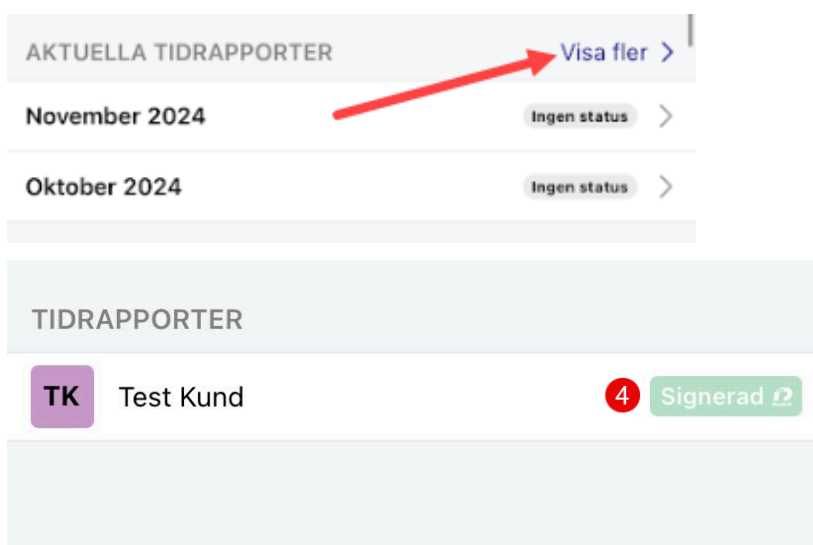 AKTUELLA TIDRAPPORTER Visa fler
November 2024 Ingen status
Oktober 2024 Ingen status
TIDRAPPORTER
TK Test Kund 4 Signerad